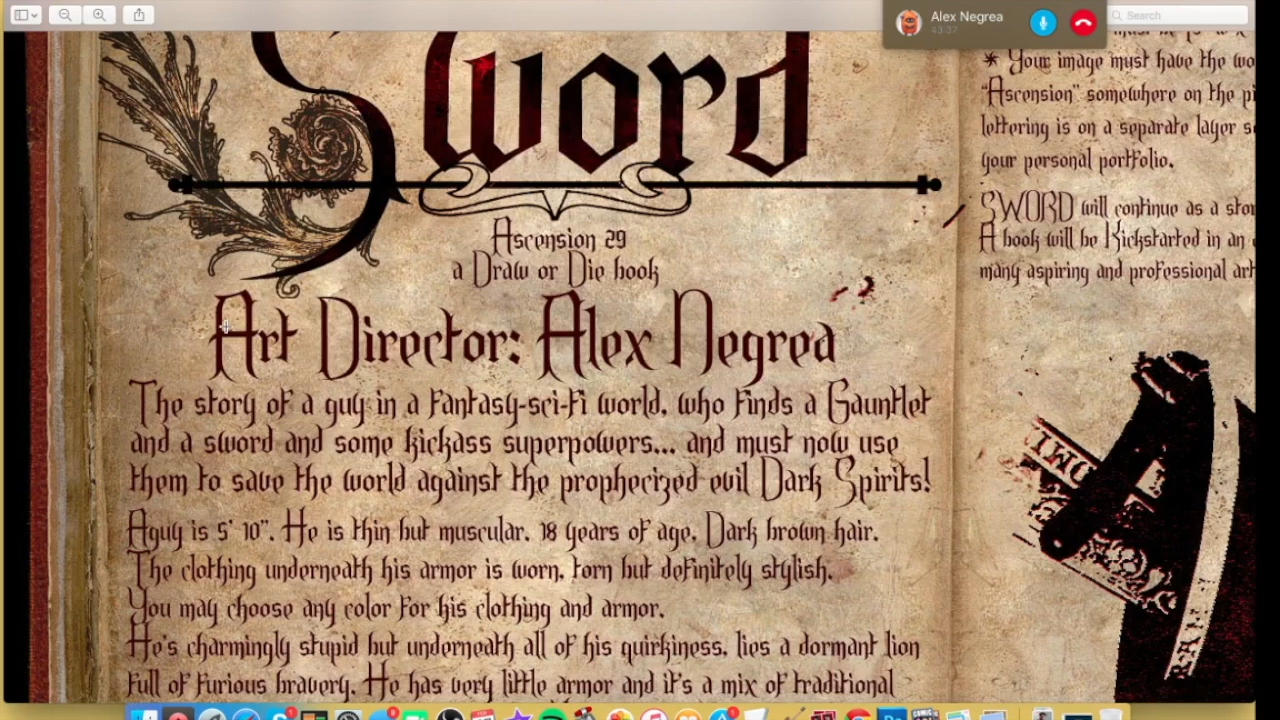 Alex Negrea
43:37
Search
Sword
Ascension 29
a Draw or Die book
Art Director: Alex Negrea
The story of a guy in a fantasy-sci-fi world, who finds a Gauntlet
and a sword and some kickass superpowers... and must now use
them to save the world against the prophecized evil Dark Spirits!
Aguy is 5' 10". He is thin but muscular. 18 years of age. Dark brown hair.
The clothing underneath his armor is worn, torn but definitely stylish.
You may choose any color for his clothing and armor.
He's charmingly stupid but underneath all of his quirkiness, lies a dormant lion
full of furious bravery. He has very little armor and it's a mix of traditional
* Your image must have the wo
"Ascension" somewhere on the pi
lettering is on a separate layer s
your personal portfolio.
SWORD will continue as a stor
A book will be Kickstarted in an
many aspiring and professional art